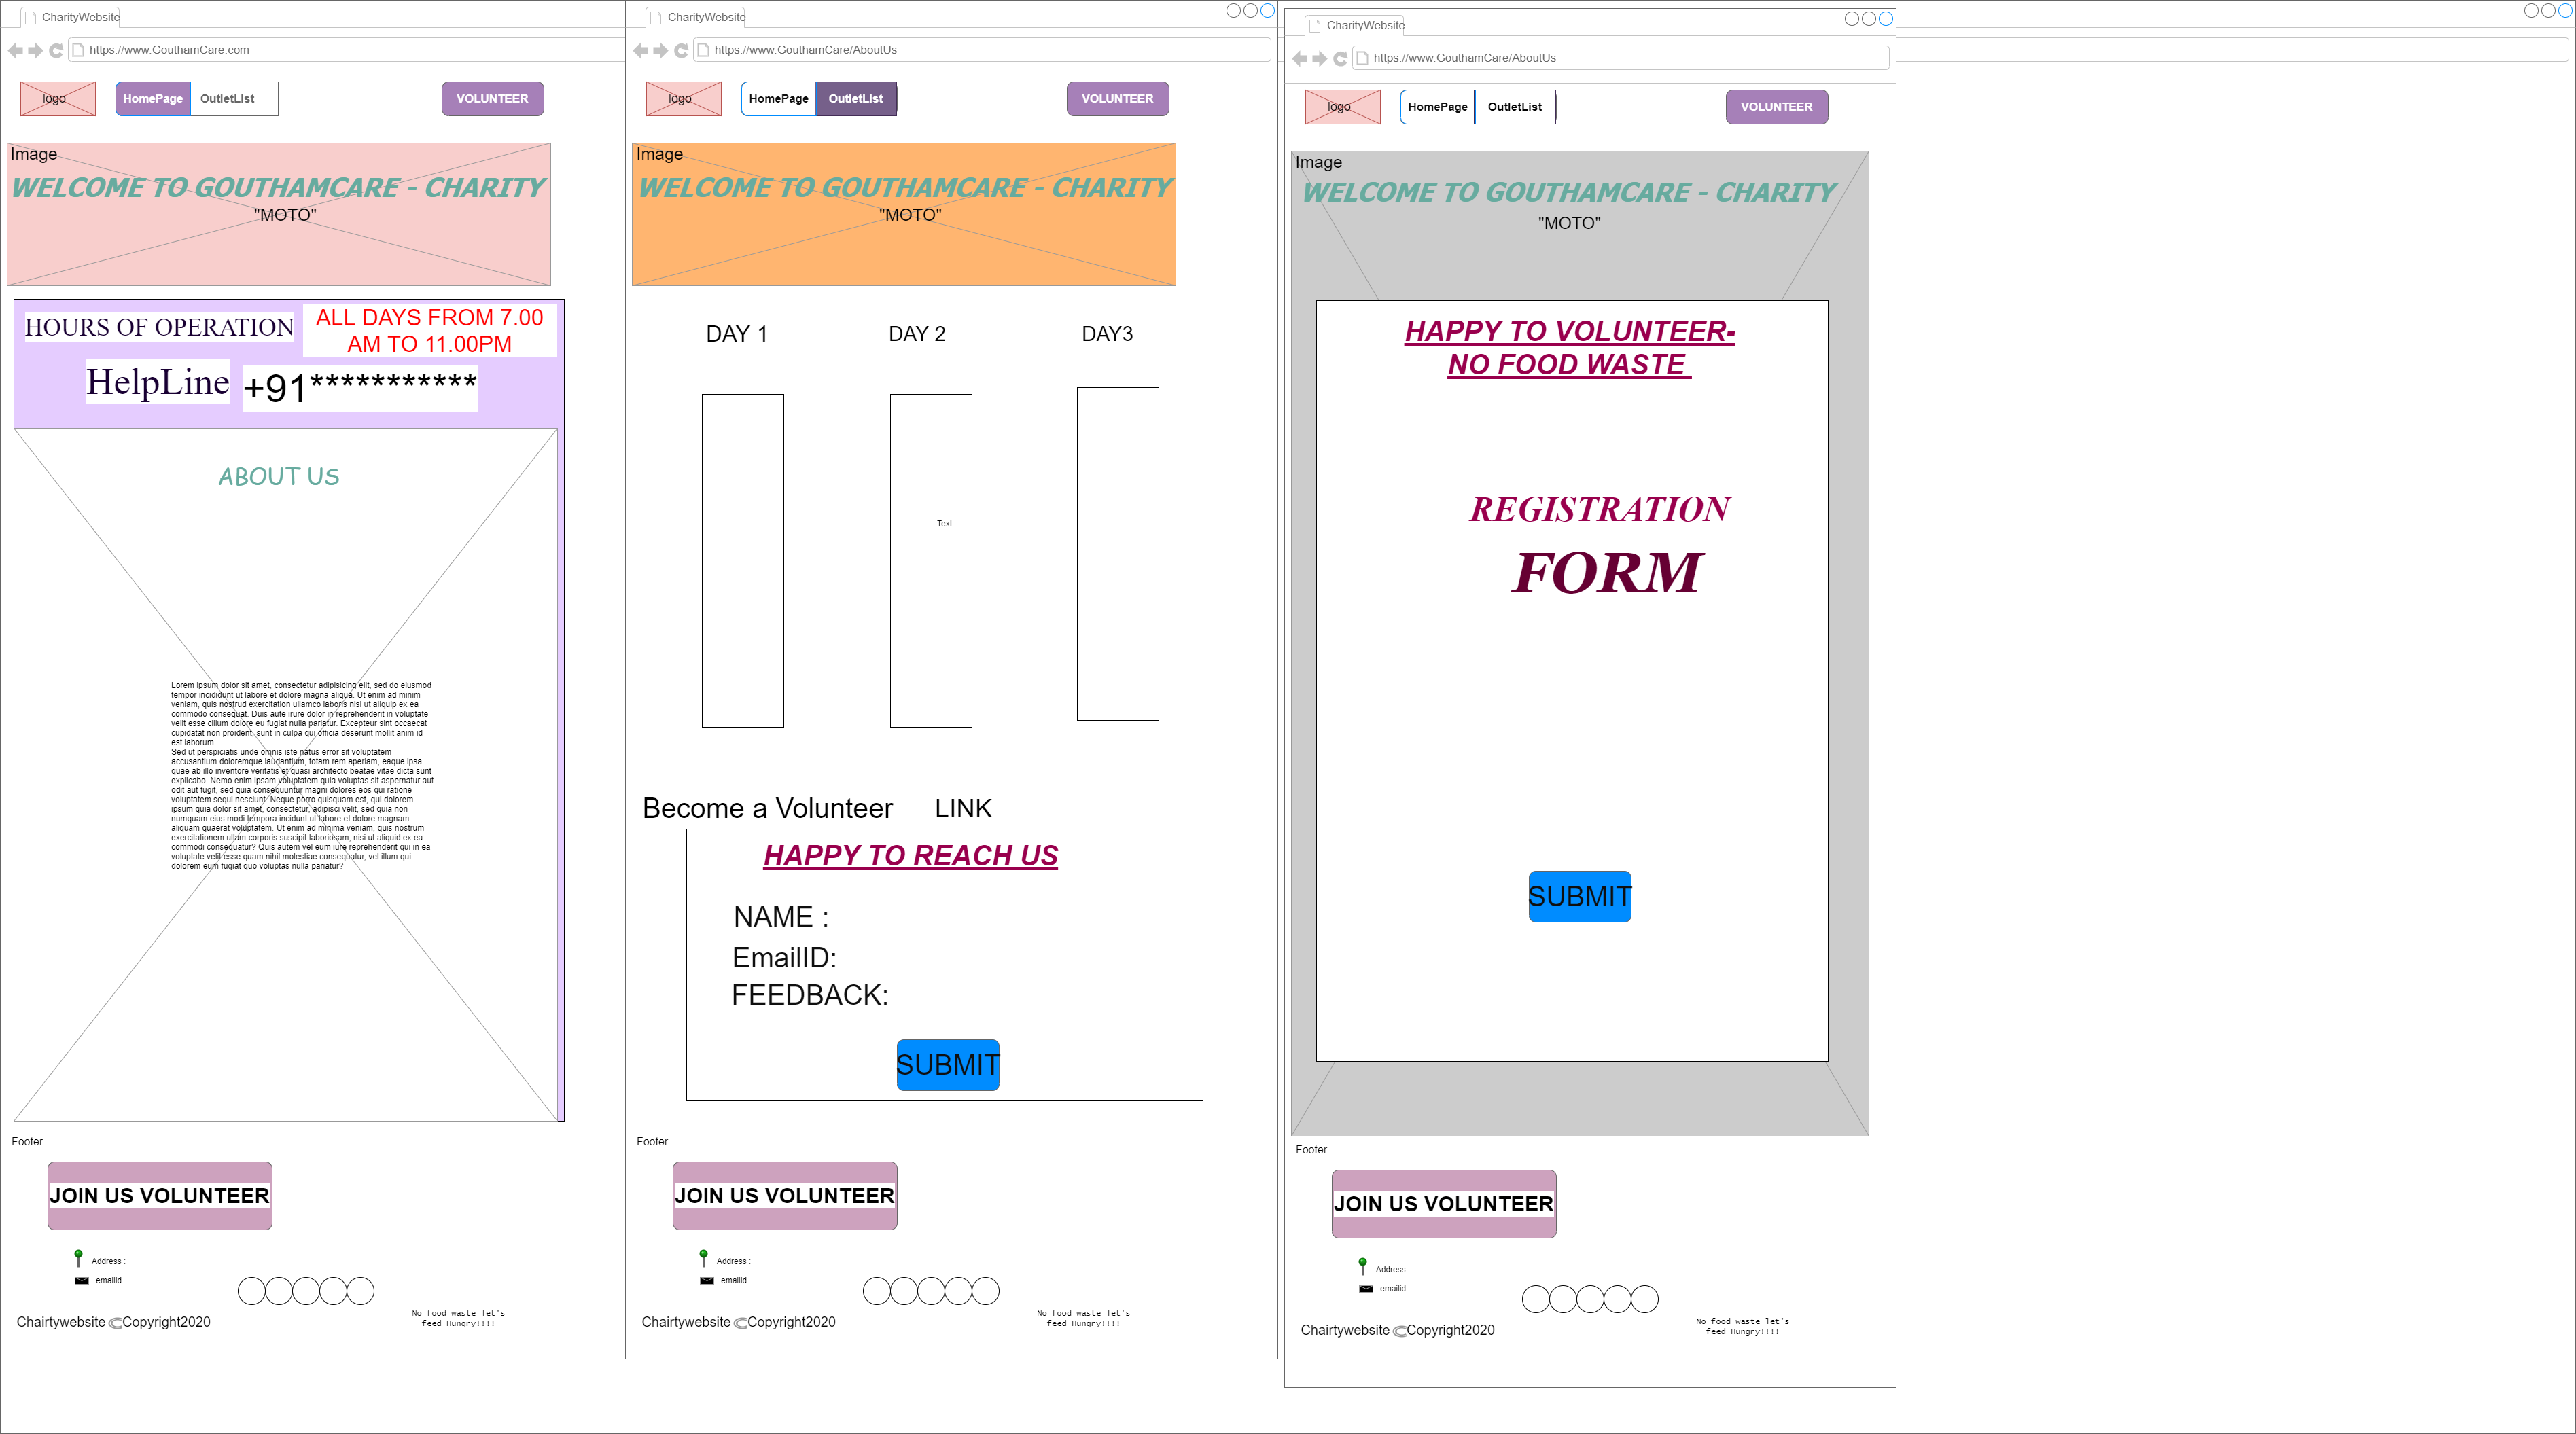 CharityWebsite
https://www.GouthamCare.com
logo
HomePage
OutletList
VOLUNTEER
Image
WELCOME TO GOUTHAMCARE - CHARITY
"MOTO"
HOURS OF OPERATION
ALL DAYS FROM 7.00
AM TO 11.00PM
HelpLine
+91***********
ABOUT US
Lorem ipsum dolor sit amet, consectetur adipisicing elit, sed do eiusmod
tempor incididunt ut labore et dolore magna aliqua. Ut enim ad minim
veniam, quis nostrud exercitation ullamco laboris nisi ut aliquip ex ea
commodo consequat. Duis aute irure dolor in reprehenderit in voluptate
velit esse cillum dolore eu fugiat nulla pariatur. Excepteur sint occaecat
cupidatat non proident, sunt in culpa qui officia deserunt mollit anim id
est laborum.
Sed ut perspiciatis unde omnis iste natus error sit voluptatem
accusantium doloremque laudantium, totam rem aperiam, eaque ipsa
quae ab illo inventore veritatis et quasi architecto beatae vitae dicta sunt
explicabo. Nemo enim ipsam voluptatem quia voluptas sit aspernatur aut
odit aut fugit, sed quia consequuntur magni dolores eos qui ratione
voluptatem sequi nesciunt. Neque porro quisquam est, qui dolorem
ipsum quia dolor sit amet, consectetur, adipisci velit, sed quia non
numquam eius modi tempora incidunt ut labore et dolore magnam
aliquam quaerat voluptatem. Ut enim ad minima veniam, quis nostrum
exercitationem ullam corporis suscipit laboriosam, nisi ut aliquid ex ea
commodi consequatur? Quis autem vel eum iure reprehenderit qui in ea
voluptate velit esse quam nihil molestiae consequatur, vel illum qui
dolorem eum fugiat quo voluptas nulla pariatur?
Footer
JOIN US VOLUNTEER
Address :
emailid
No food waste let's
feed Hungry!!!!
Chairtywebsite ©Copyright2020
CharityWebsite
https://www.GouthamCare/AboutUs
logo
HomePage
OutletList
VOLUNTEER
Image
WELCOME TO GOUTHAMCARE - CHARITY
"MOTO"
DAY 1
DAY 2
DAY3
Text
Become a Volunteer
LINK
HAPPY TO REACH US
NAME :
EmailID:
FEEDBACK:
SUBMIT
Footer
JOIN US VOLUNTEER
Address :
emailid
No food waste let's
feed Hungry!!!!
Chairtywebsite ©Copyright2020
CharityWebsite
https://www.GouthamCare/AboutUs
logo
HomePage
OutletList
VOLUNTEER
Image
WELCOME TO GOUTHAMCARE - CHARITY
"MOTO"
HAPPY TO VOLUNTEER-
NO FOOD WASTE
REGISTRATION
FORM
SUBMIT
Footer
JOIN US VOLUNTEER
Address :
emailid
No food waste let's
feed Hungry!!!!
Chairtywebsite ©Copyright2020